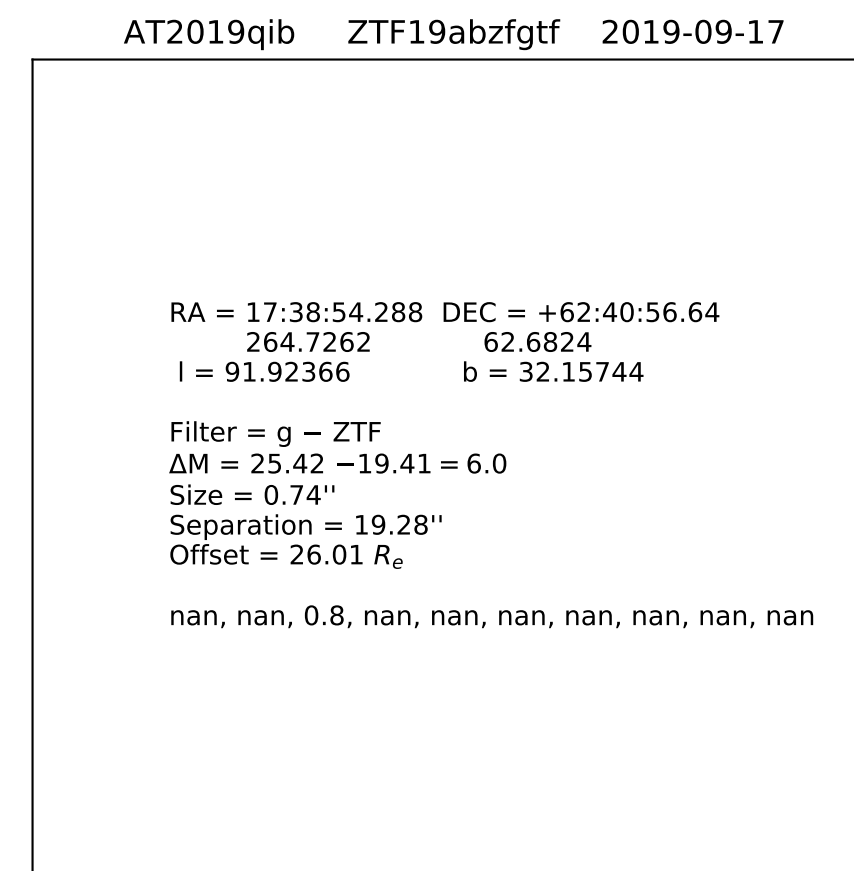 AT2019qib ZTF19abzfgtf 2019-09-17
RA = 17:38:54.288 DEC = +62:40:56.64
264.7262 62.6824
l = 91.92366 b = 32.15744
Filter = g − ZTF
ΔM = 25.42 −19.41 = 6.0
Size = 0.74''
Separation = 19.28''
Offset = 26.01 Re
nan, nan, 0.8, nan, nan, nan, nan, nan, nan, nan